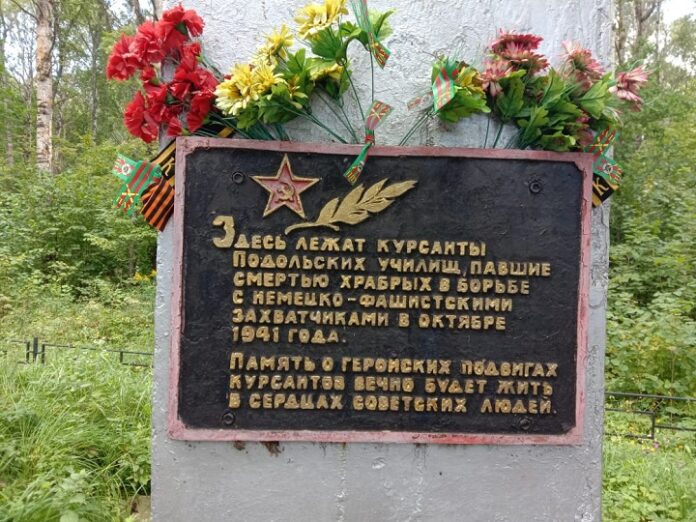 Здесь лежат курсанты
Подольских училищ, павшие
смертью храбрых в борьбе
с немецко-фашистскими
захватчиками в октябре
1941 года.
Память о геройских подвигах
курсантов вечно будет жить
в сердцах советских людей.